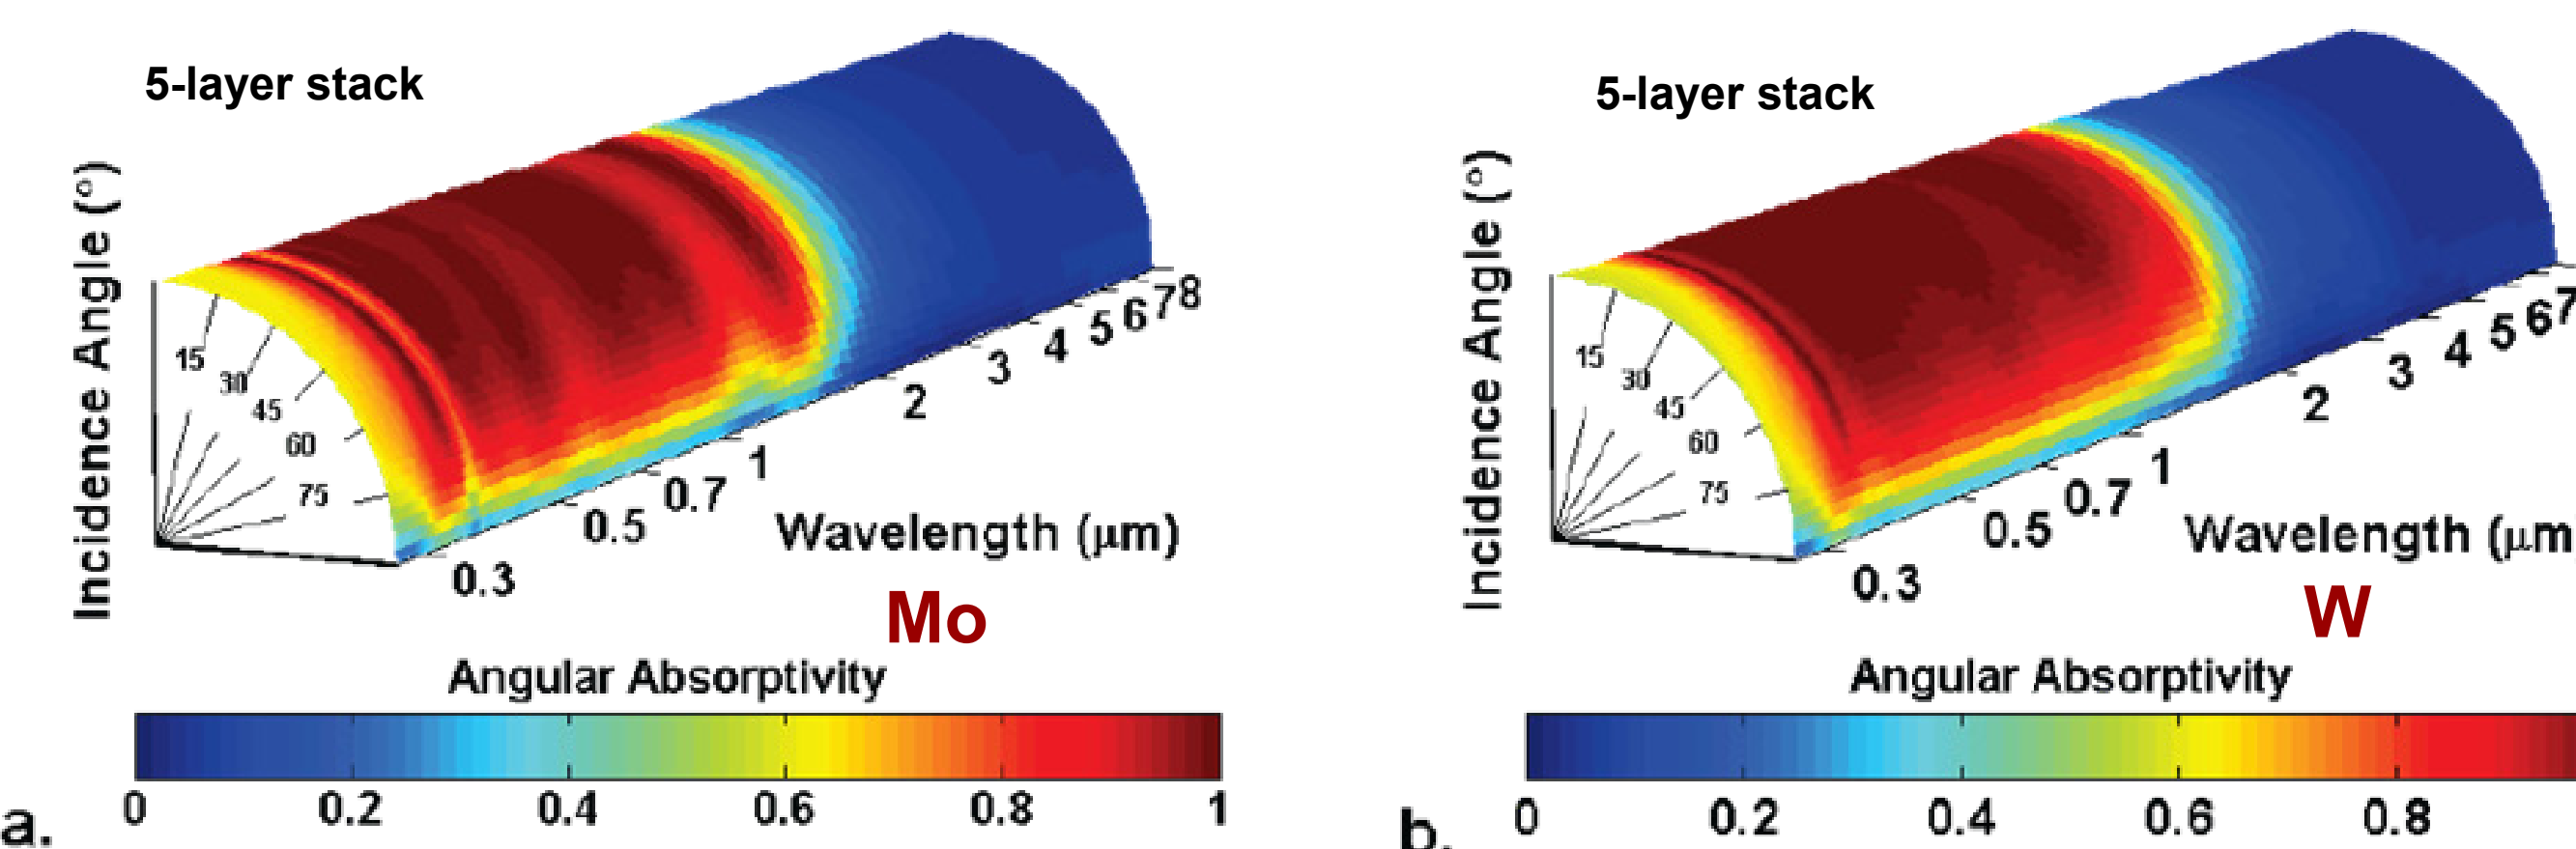 5-layer stack
Incidence Angle (°)
15
30
45
60
75
0.3
0.5
0.7
1
2
3
4
5
6
7
8
Wavelength (μm)
Mo
Angular Absorptivity
0 0.2 0.4 0.6 0.8 1
a.
5-layer stack
Incidence Angle (°)
15
30
45
60
75
0.3
0.5
0.7
1
2
3
4
5
6
7
Wavelength (μm
W
Angular Absorptivity
0 0.2 0.4 0.6 0.8
b.